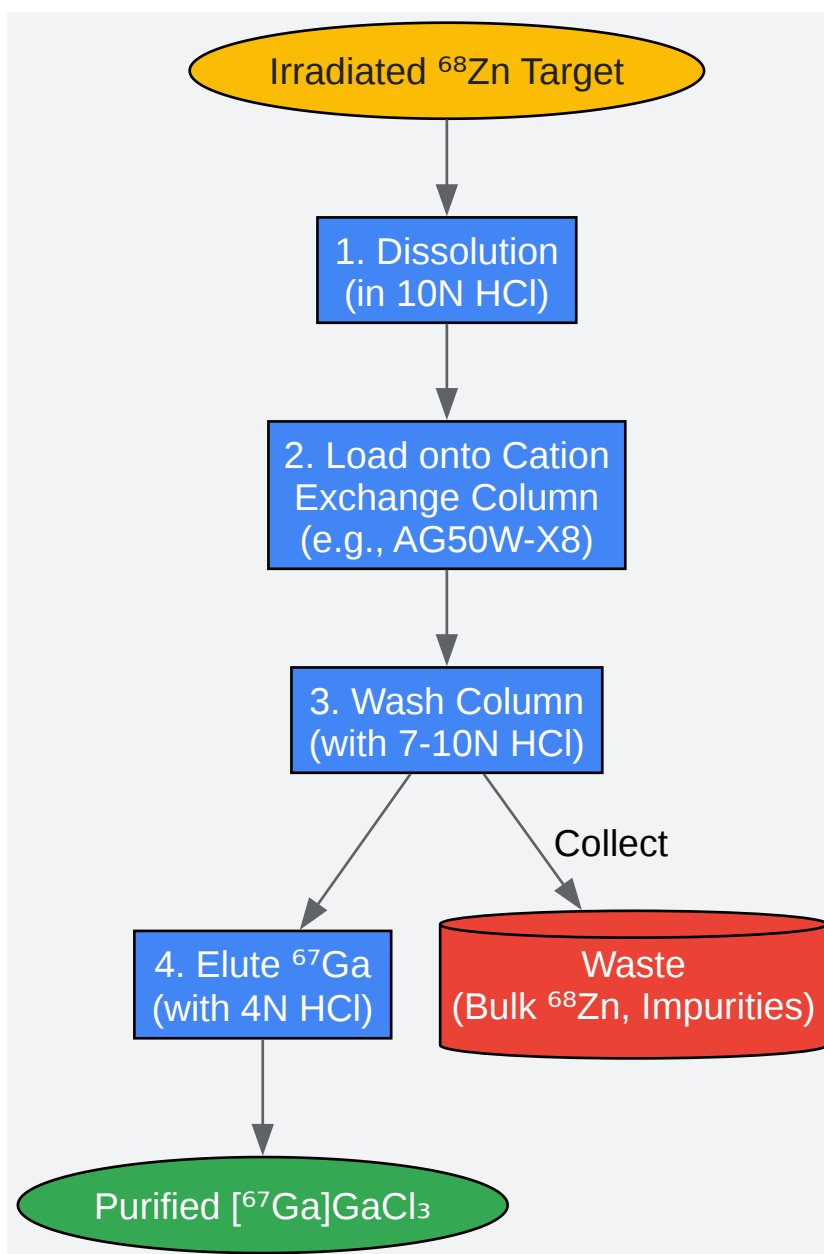 Irradiated ⁶⁸Zn Target
1. Dissolution
(in 10N HCl)
2. Load onto Cation
Exchange Column
(e.g., AG50W-X8)
3. Wash Column
(with 7-10N HCl)
Collect
4. Elute ⁶⁷Ga
(with 4N HCl)
Waste
(Bulk ⁶⁸Zn, Impurities)
Purified [⁶⁷Ga]GaCl₃